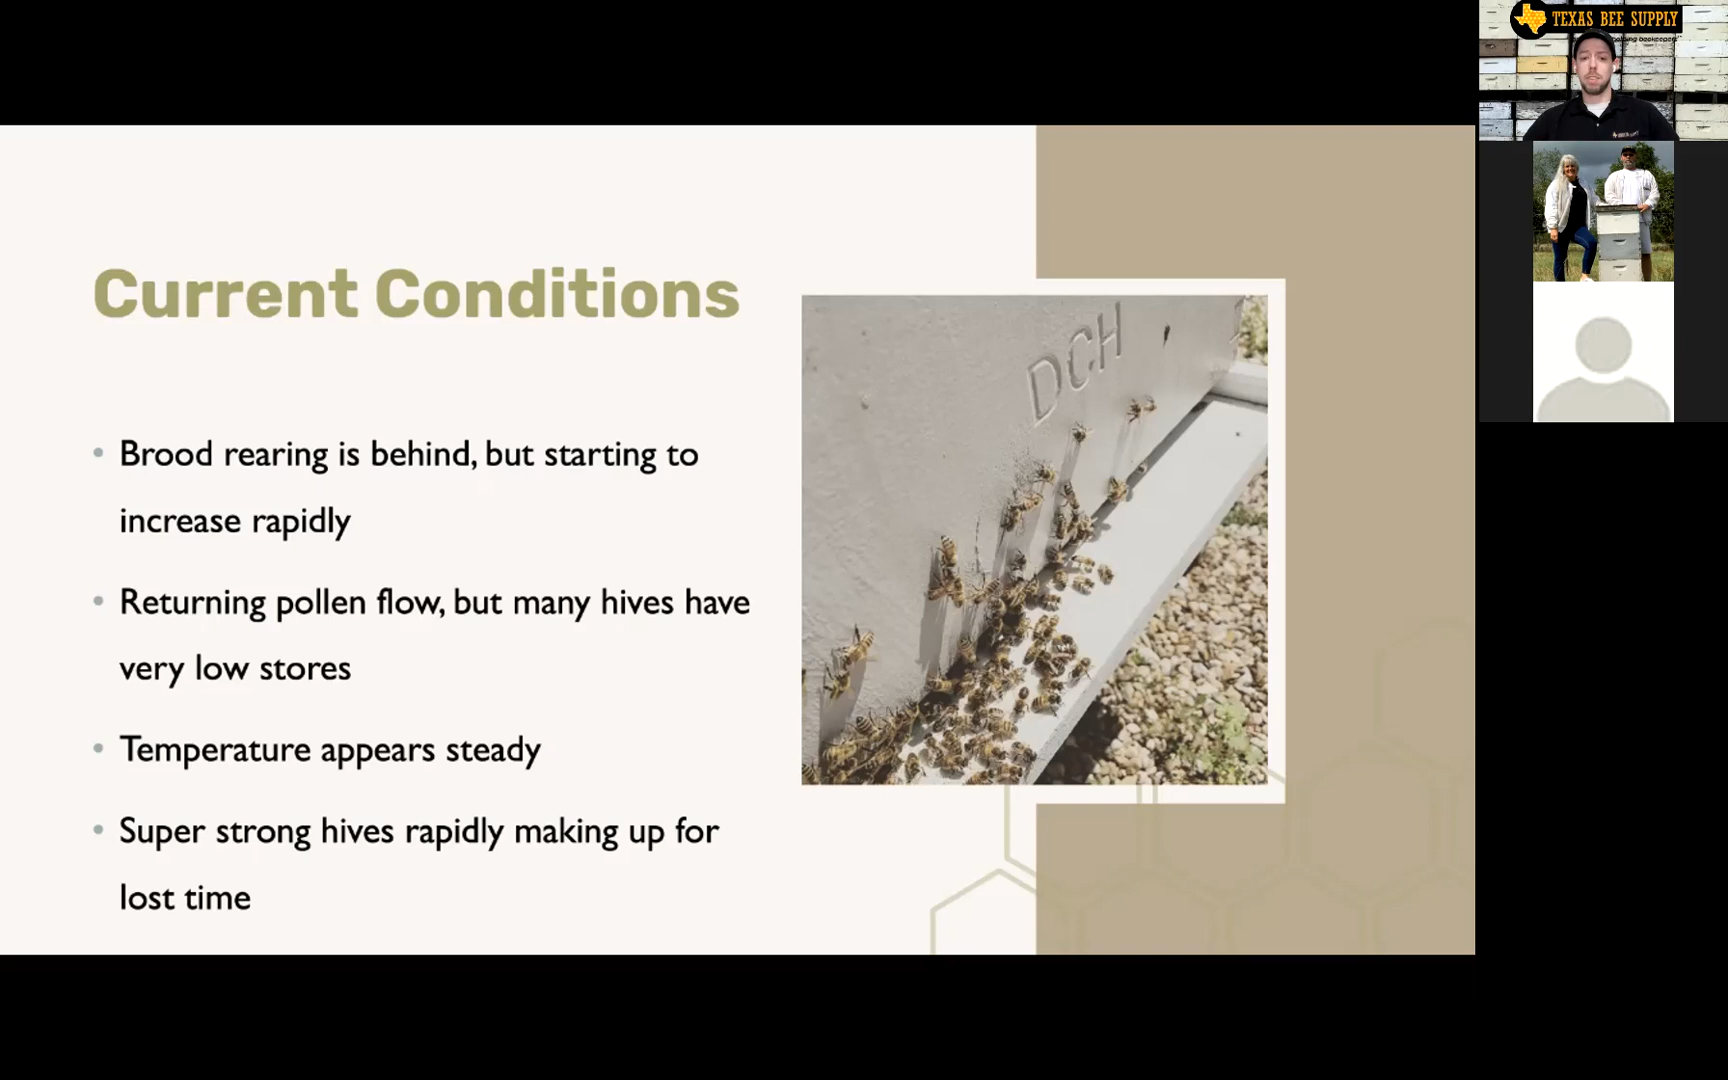 TEXAS BEE SUPPLY
Current Conditions
DCH
• Brood rearing is behind, but starting to
increase rapidly
• Returning pollen flow, but many hives have
very low stores
• Temperature appears steady
• Super strong hives rapidly making up for
lost time